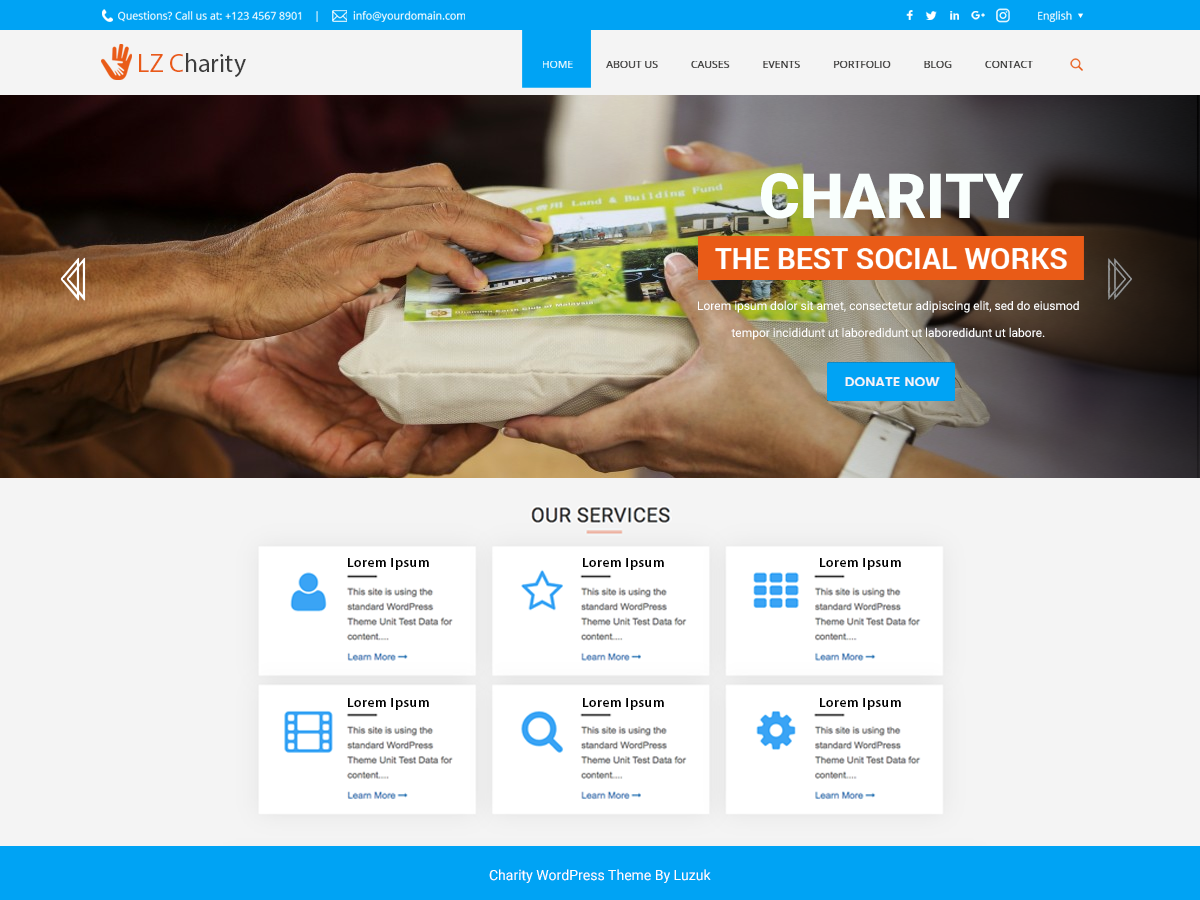 Questions? Call us at: +123 4567 8901 | info@yourdomain.com
English
LZ Charity
HOME ABOUT US CAUSES EVENTS PORTFOLIO BLOG CONTACT
Land & Building Fund
CHARITY
THE BEST SOCIAL WORKS
Lorem ipsum dolor sit amet, consectetur adipiscing elit, sed do eiusmod
tempor incididunt ut laboredidunt ut laboredidunt ut labore.
DONATE NOW
OUR SERVICES
Lorem Ipsum
This site is using the
standard WordPress
Theme Unit Test Data for
content....
Learn More
Lorem Ipsum
This site is using the
standard WordPress
Theme Unit Test Data for
content....
Learn More
Lorem Ipsum
This site is using the
standard WordPress
Theme Unit Test Data for
content....
Learn More
Lorem Ipsum
This site is using the
standard WordPress
Theme Unit Test Data for
content....
Learn More
Lorem Ipsum
This site is using the
standard WordPress
Theme Unit Test Data for
content....
Learn More
Lorem Ipsum
This site is using the
standard WordPress
Theme Unit Test Data for
content....
Learn More
Charity WordPress Theme By Luzuk